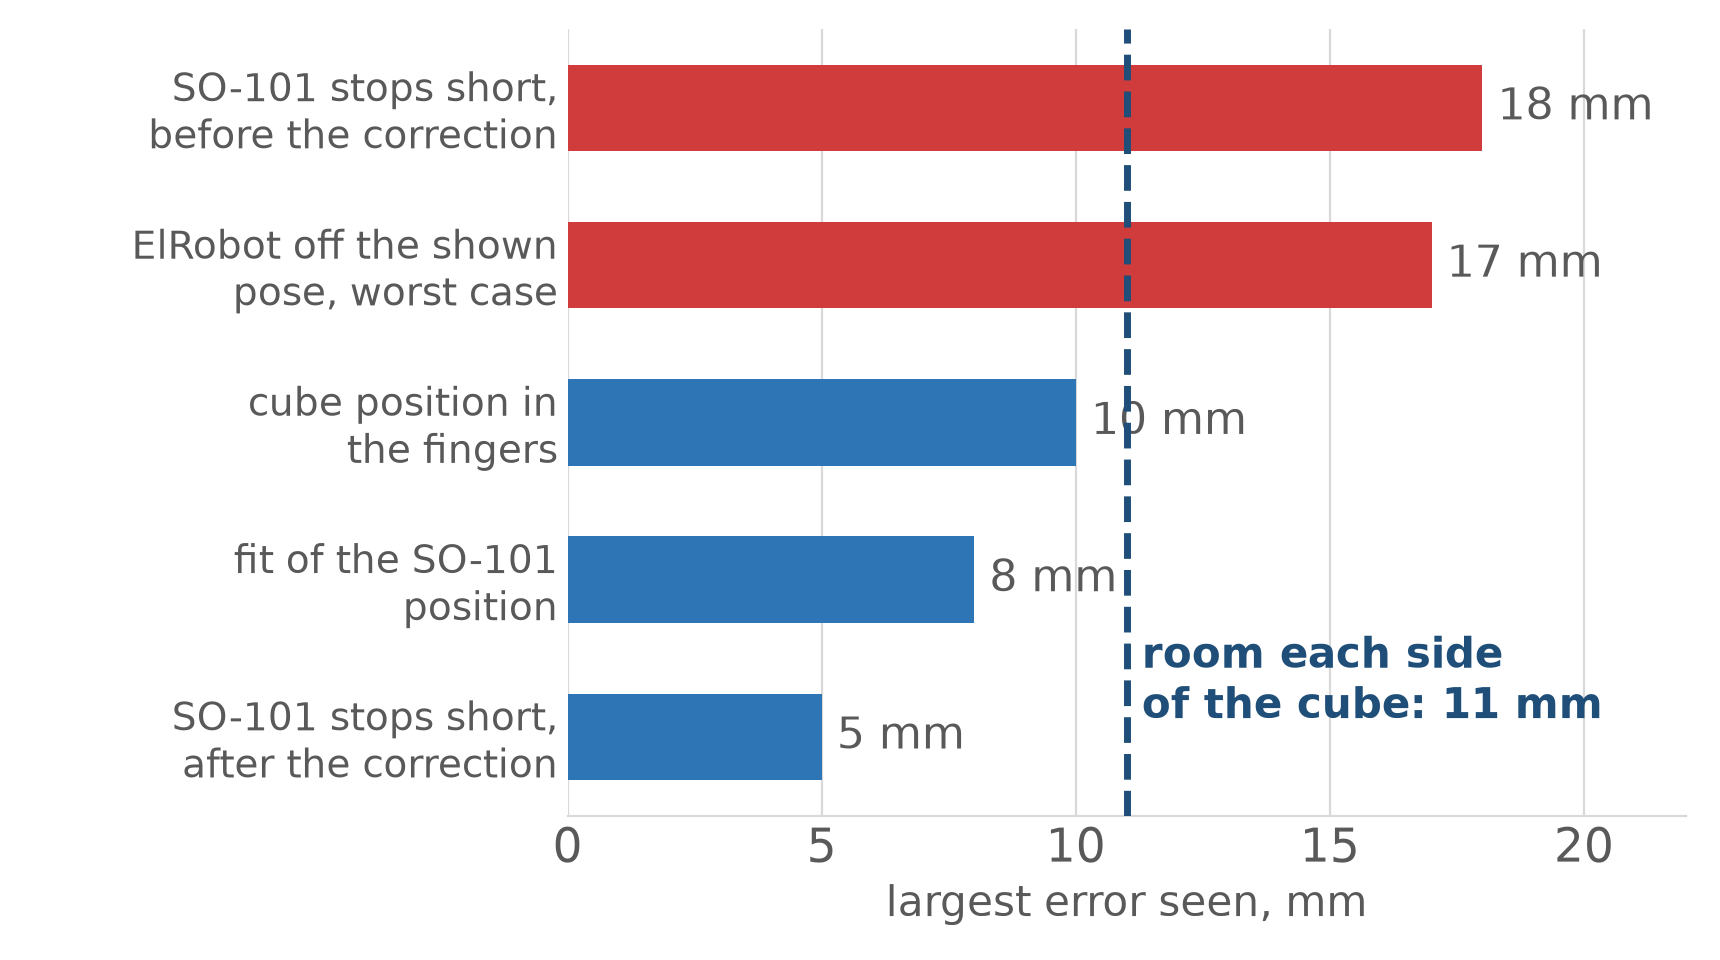 SO-101 stops short,
before the correction
18 mm
ElRobot off the shown
pose, worst case
17 mm
cube position in
the fingers
10 mm
fit of the SO-101
position
8 mm
room each side
of the cube: 11 mm
SO-101 stops short,
after the correction
5 mm
0 5 10 15 20
largest error seen, mm